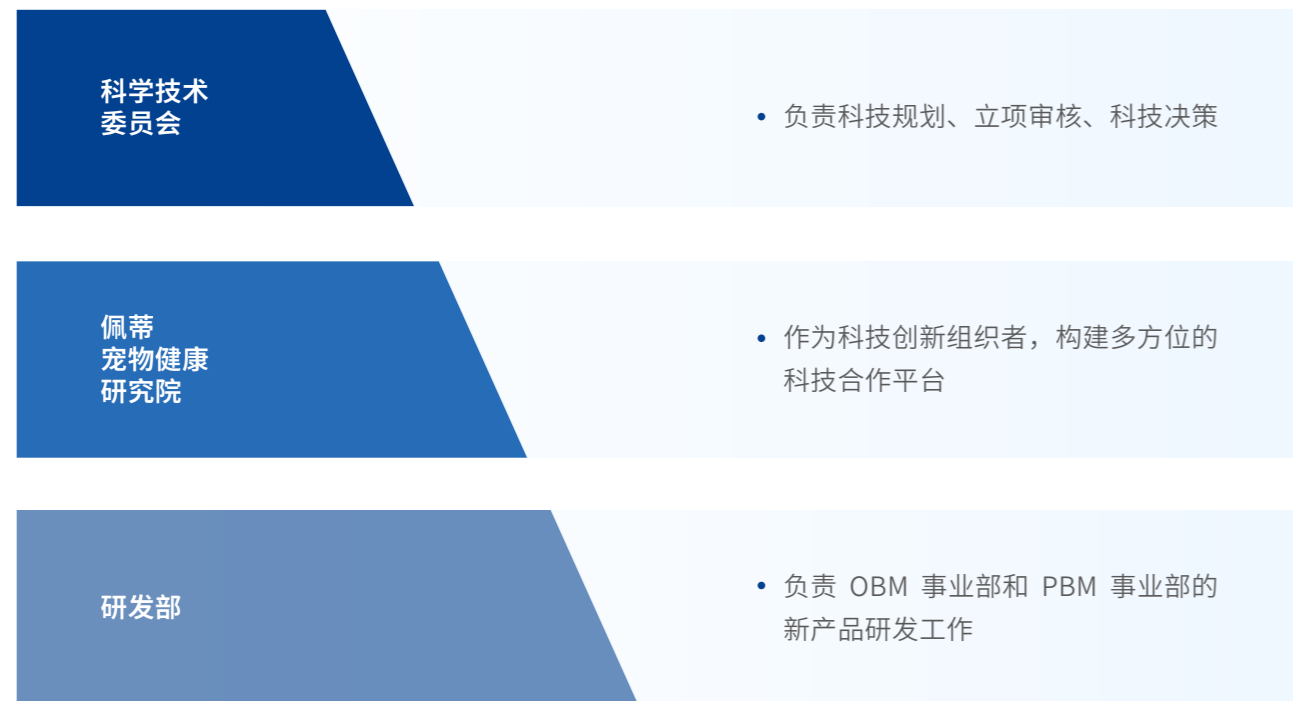 科学技术
委员会
• 负责科技规划、立项审核、科技决策
佩蒂
宠物健康
研究院
• 作为科技创新组织者，构建多方位的
科技合作平台
研发部
• 负责 OBM 事业部和 PBM 事业部的
新产品研发工作